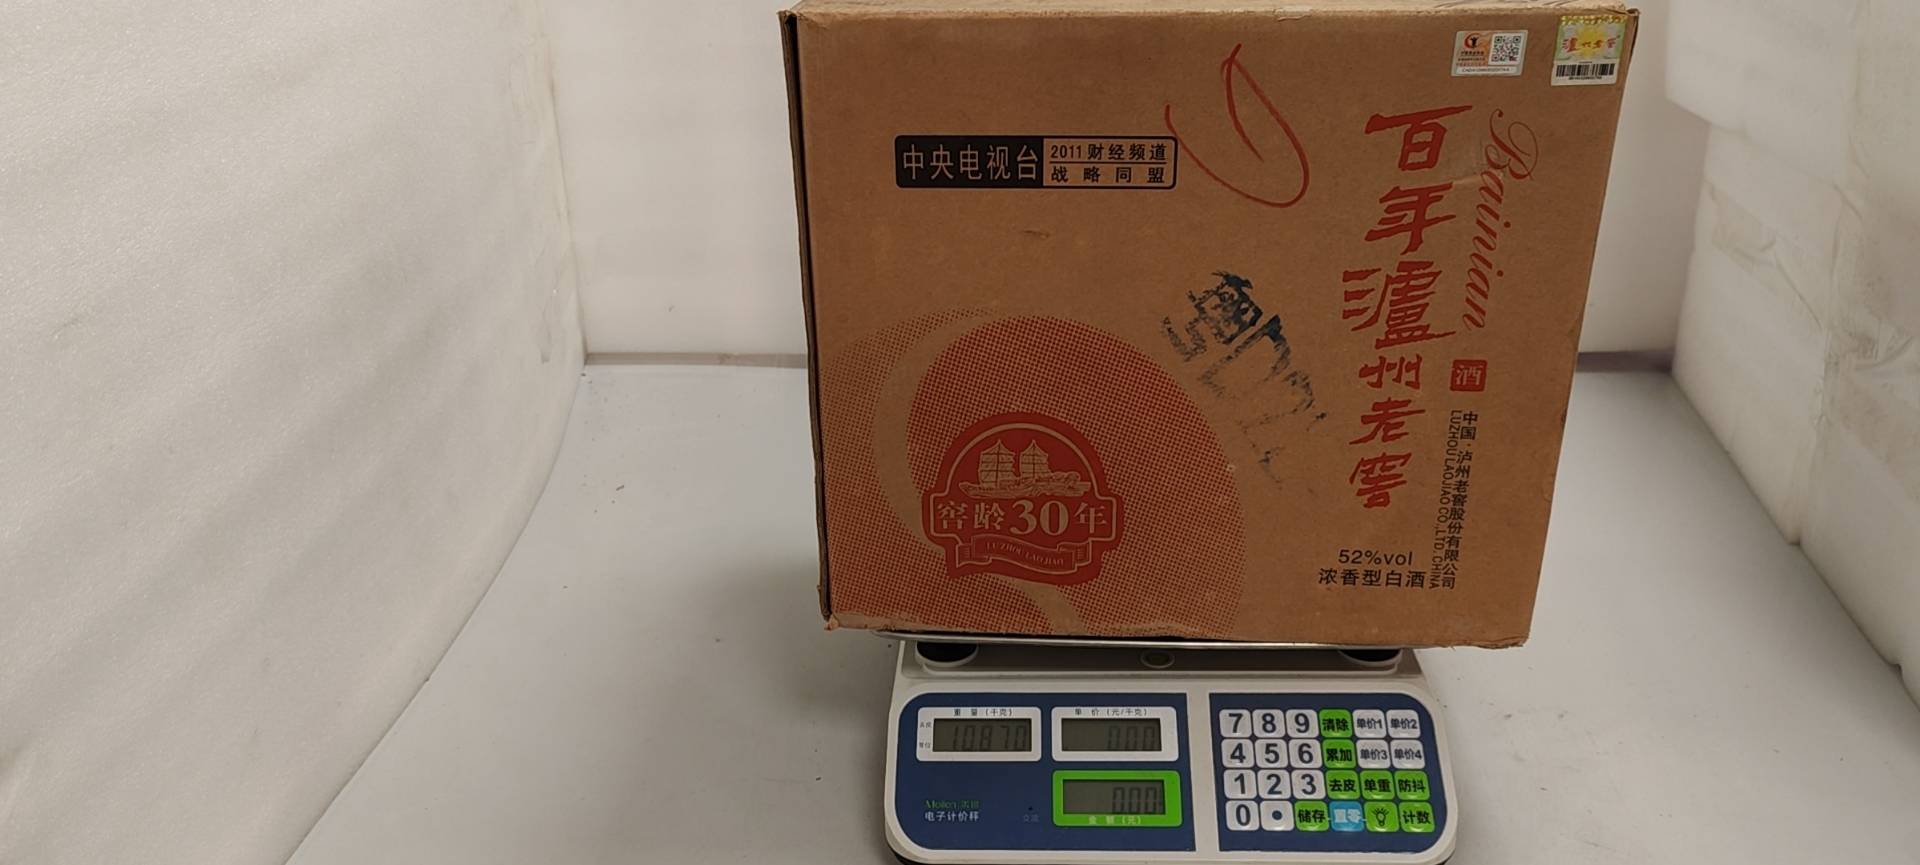 中央电视台
2011财经频道
战略同盟
百年泸州老窖
Bainian
酒
中国·泸州老窖股份有限公司
LUZHOULAOJIAO CO.,LTD.CHINA
窖龄30年
LUZHOU LAOJIAO
52%vol
浓香型白酒
重量(千克)
单价(元/千克)
10.870
0.00
0.00
金额(元)
电子计价秤
7 8 9 清除 单价1 单价2
4 5 6 累加 单价3 单价4
1 2 3 去皮 单重 防抖
0 · 储存 置零 计数